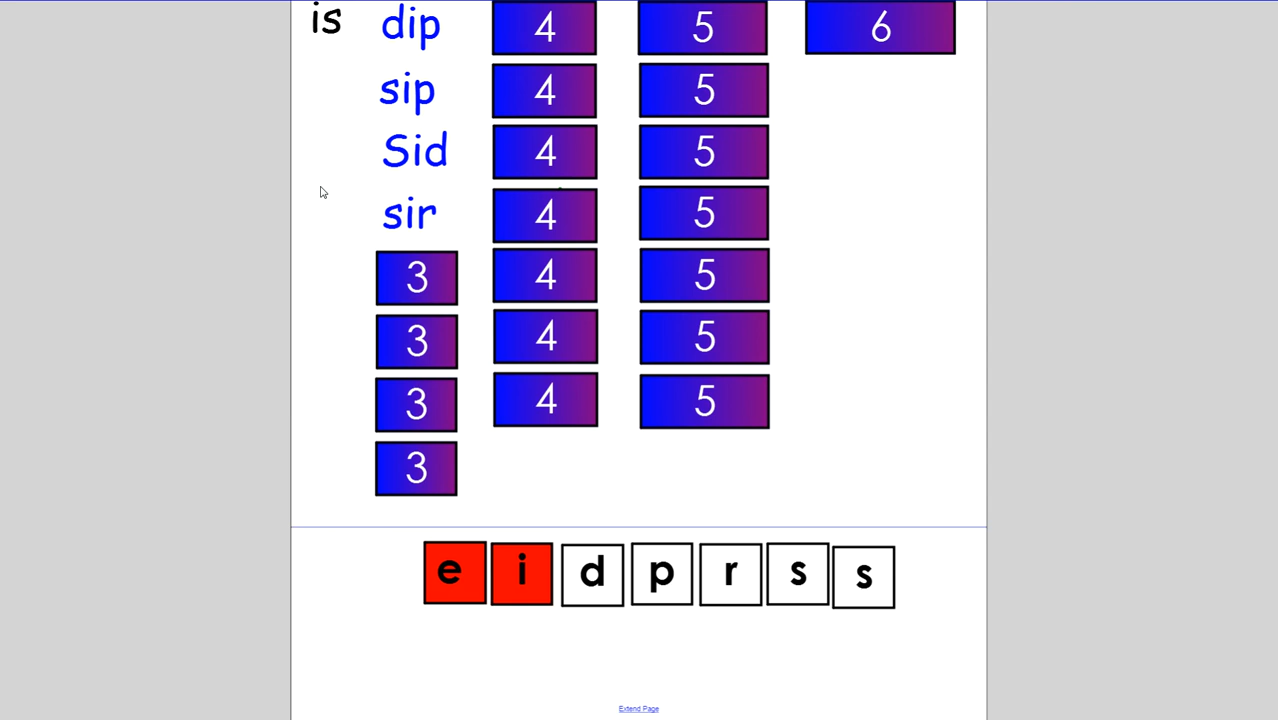 is dip 4 5 6
sip 4 5
Sid 4 5
sir 4 5
3 4 5
3 4 5
3 4 5
3
e i d p r s s
Extend Page